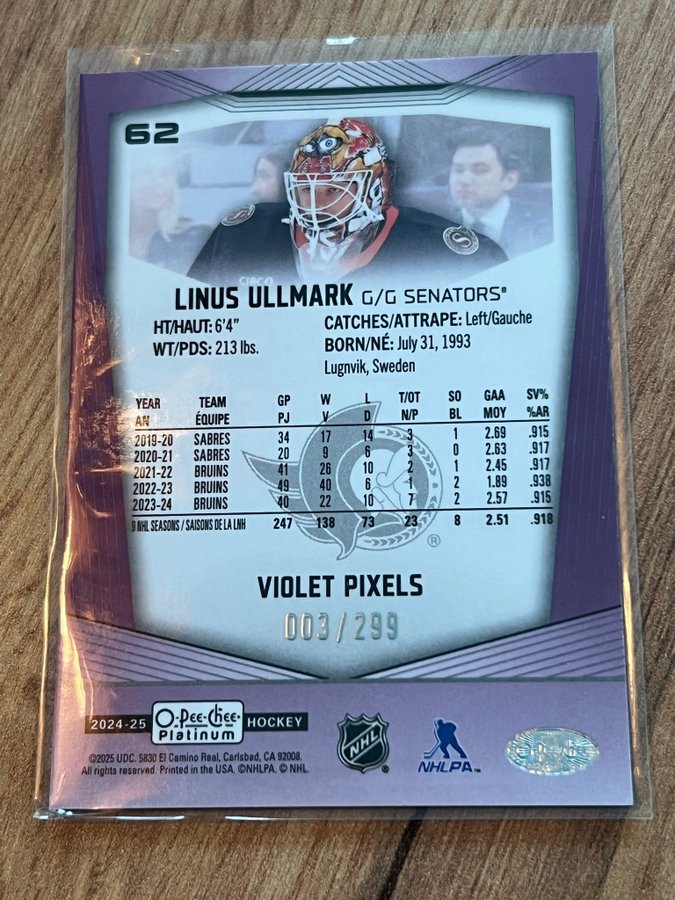 62
LINUS ULLMARK G/G SENATORS®
HT/HAUT: 6'4" CATCHES/ATTRAPE: Left/Gauche
WT/PDS: 213 lbs. BORN/NÉ: July 31, 1993
Lugnvik, Sweden
YEAR TEAM GP W L T/OT SO GAA SV%
AN ÉQUIPE PJ V D N/P BL MOY %AR
2019-20 SABRES 34 17 14 3 1 2.69 .915
2020-21 SABRES 20 9 6 3 0 2.63 .917
2021-22 BRUINS 41 26 10 2 1 2.45 .917
2022-23 BRUINS 49 40 6 1 2 1.89 .938
2023-24 BRUINS 40 22 10 7 2 2.57 .915
9 NHL SEASONS / SAISONS DE LA LNH 247 138 73 23 8 2.51 .918
®
VIOLET PIXELS
003/299
2024-25 O-Pee-Chee Platinum HOCKEY
©2025 UDC. 5830 El Camino Real, Carlsbad, CA 92008.
All rights reserved. Printed in the USA. ©NHLPA. © NHL.
NHL
NHLPA
O-Pee-Chee